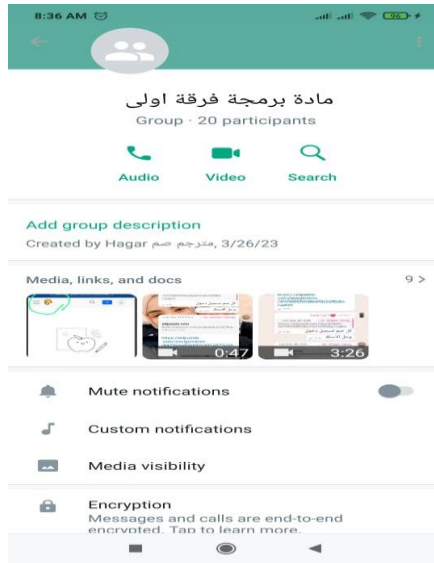 8:36 AM
96
مادة برمجة فرقة اولى
Group · 20 participants
Audio Video Search
Add group description
Created by Hagar مترجم صم, 3/26/23
Media, links, and docs 9 >
0:47 3:26
Mute notifications
Custom notifications
Media visibility
Encryption
Messages and calls are end-to-end
encrypted. Tap to learn more.